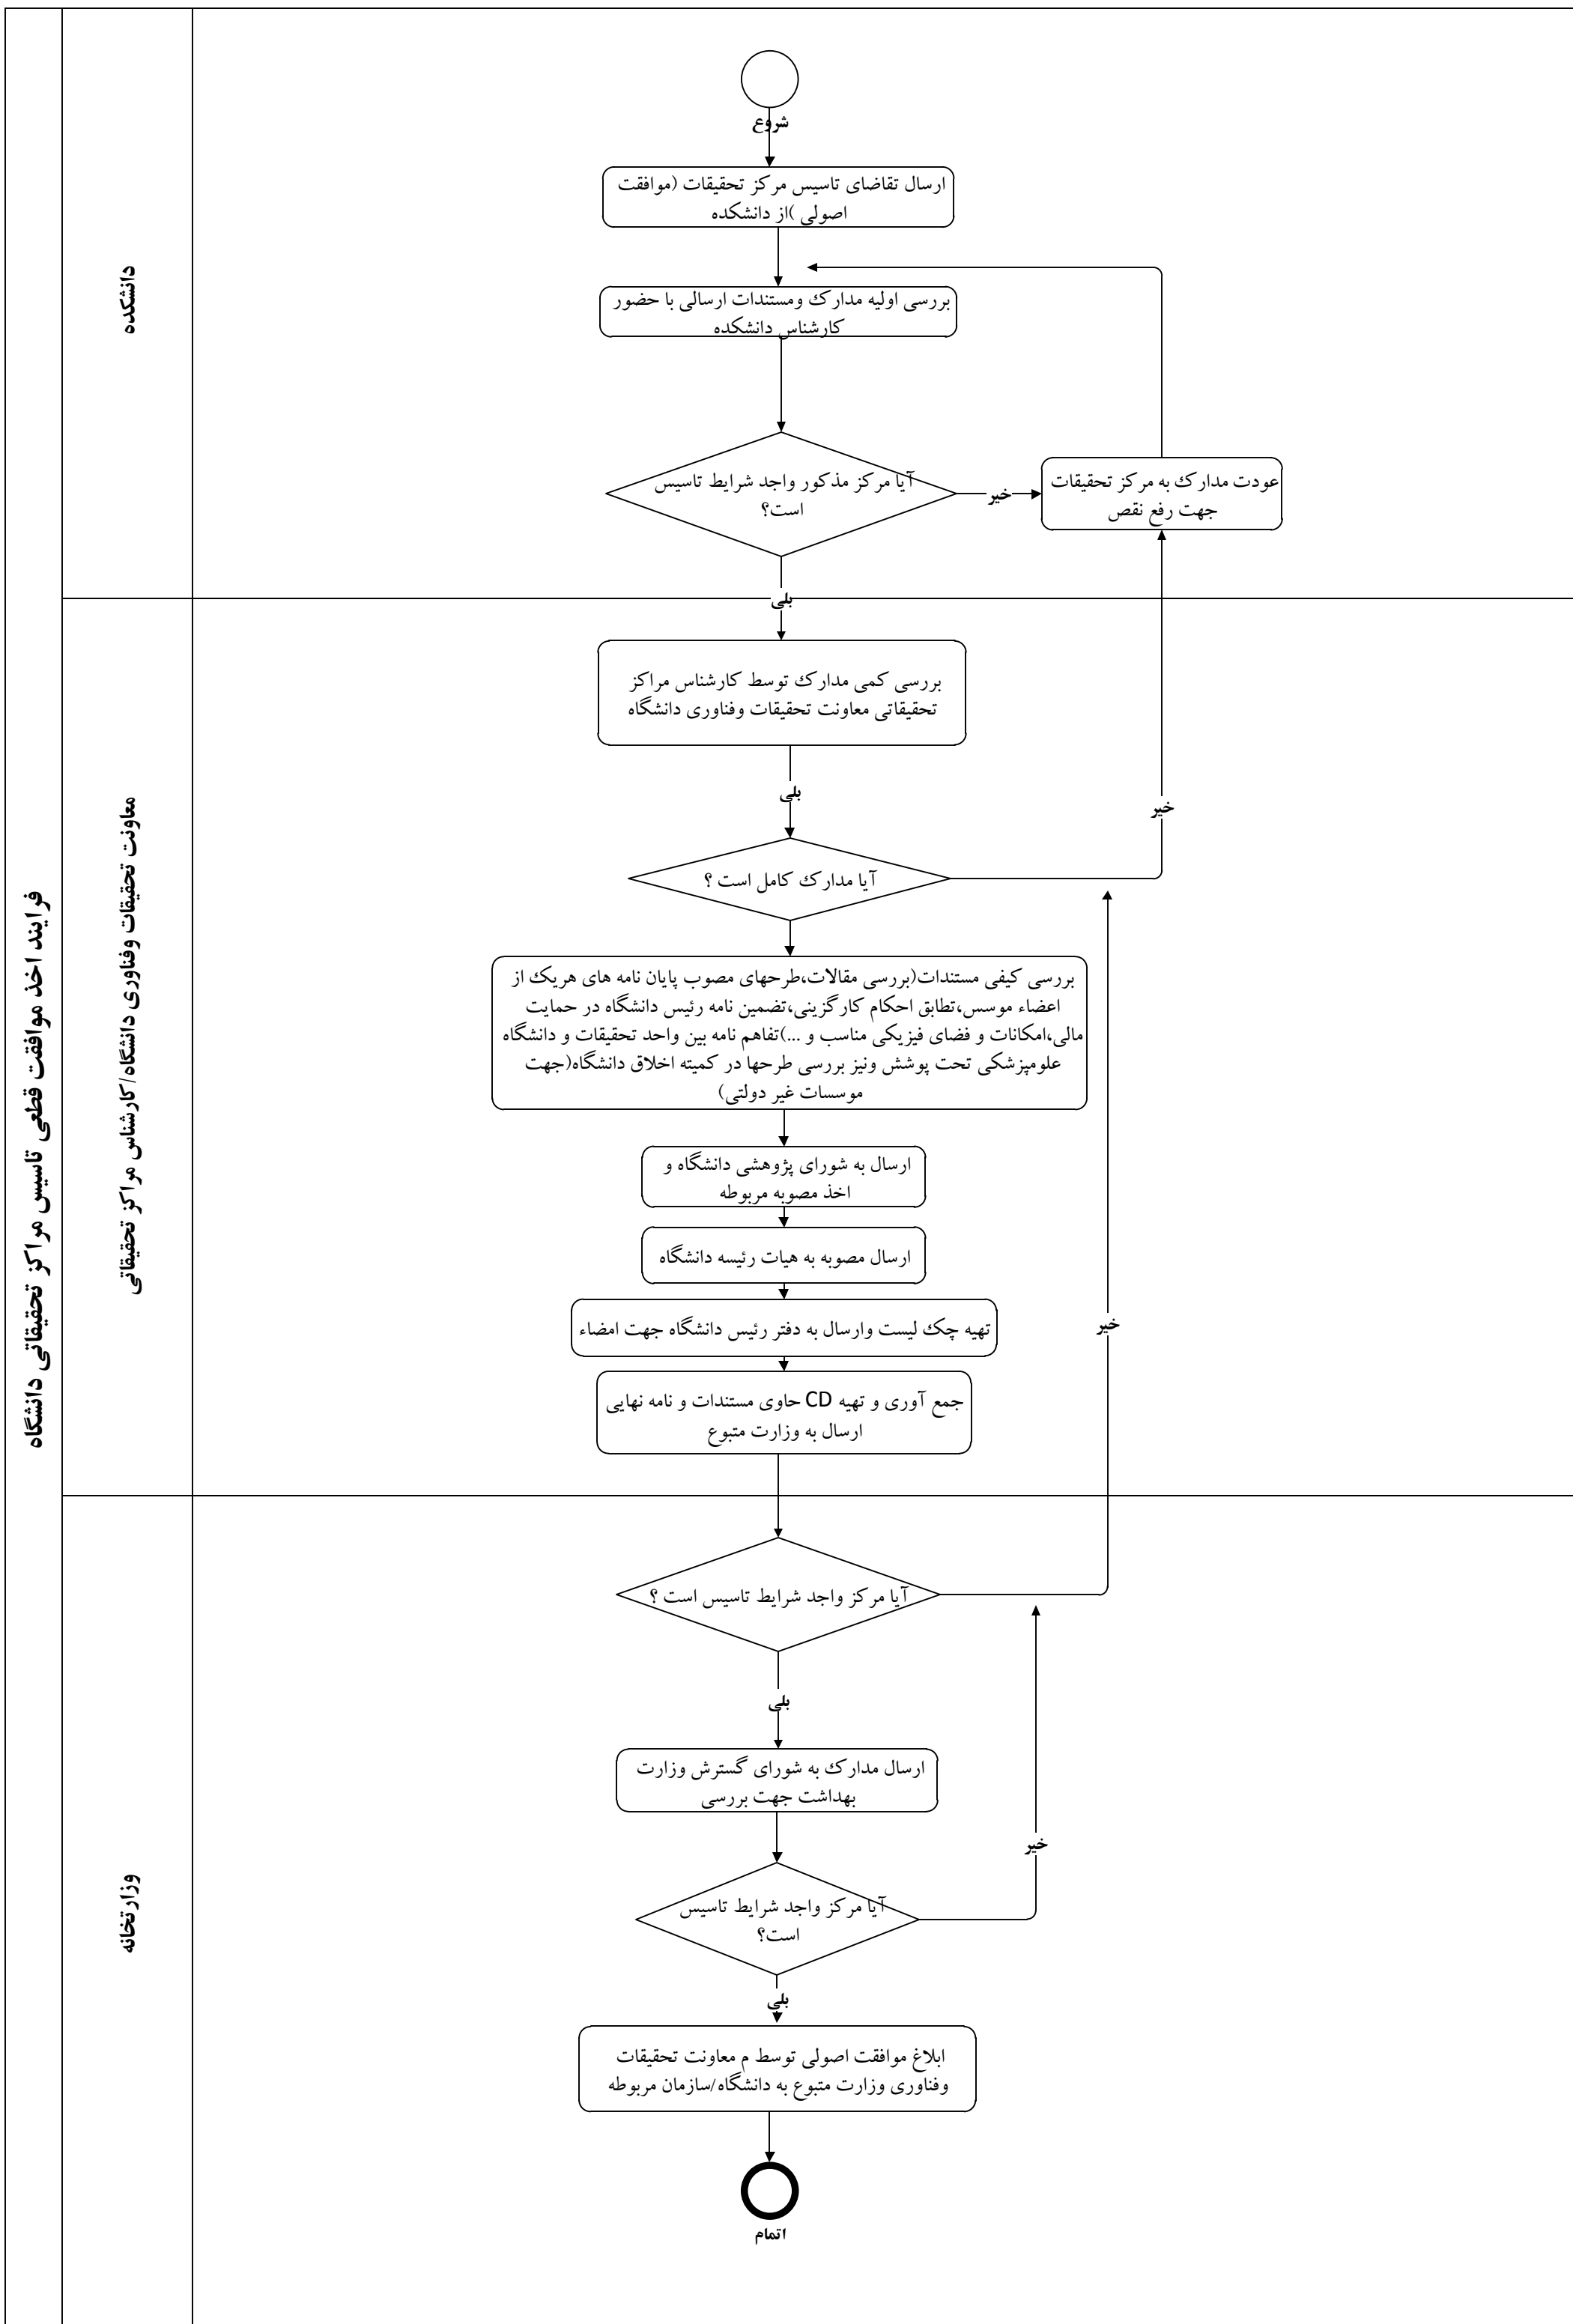 فرایند اخذ موافقت قطعی تاسیس مراکز تحقیقاتی دانشگاه
دانشکده
شروع
ارسال تقاضای تاسیس مرکز تحقیقات (موافقت
اصولی )از دانشکده
بررسی اولیه مدارک ومستندات ارسالی با حضور
کارشناس دانشکده
آیا مرکز مذکور واجد شرایط تاسیس
است؟
خیر
عودت مدارک به مرکز تحقیقات
جهت رفع نقص
بلی
معاونت تحقیقات وفناوری دانشگاه/کارشناس مراکز تحقیقاتی
بررسی کمی مدارک توسط کارشناس مراکز
تحقیقاتی معاونت تحقیقات وفناوری دانشگاه
بلی
خیر
آیا مدارک کامل است ؟
بررسی کیفی مستندات(بررسی مقالات،طرحهای مصوب پایان نامه های هریک از
اعضاء موسس،تطابق احکام کارگزینی،تضمین نامه رئیس دانشگاه در حمایت
مالی،امکانات و فضای فیزیکی مناسب و ...)تفاهم نامه بین واحد تحقیقات و دانشگاه
علومپزشکی تحت پوشش ونیز بررسی طرحها در کمیته اخلاق دانشگاه(جهت
موسسات غیر دولتی)
ارسال به شورای پژوهشی دانشگاه و
اخذ مصوبه مربوطه
ارسال مصوبه به هیات رئیسه دانشگاه
تهیه چک لیست وارسال به دفتر رئیس دانشگاه جهت امضاء
خیر
جمع آوری و تهیه CD حاوی مستندات و نامه نهایی
ارسال به وزارت متبوع
وزارتخانه
آیا مرکز واجد شرایط تاسیس است ؟
بلی
ارسال مدارک به شورای گسترش وزارت
بهداشت جهت بررسی
خیر
آیا مرکز واجد شرایط تاسیس
است؟
بلی
ابلاغ موافقت اصولی توسط م معاونت تحقیقات
وفناوری وزارت متبوع به دانشگاه/سازمان مربوطه
اتمام